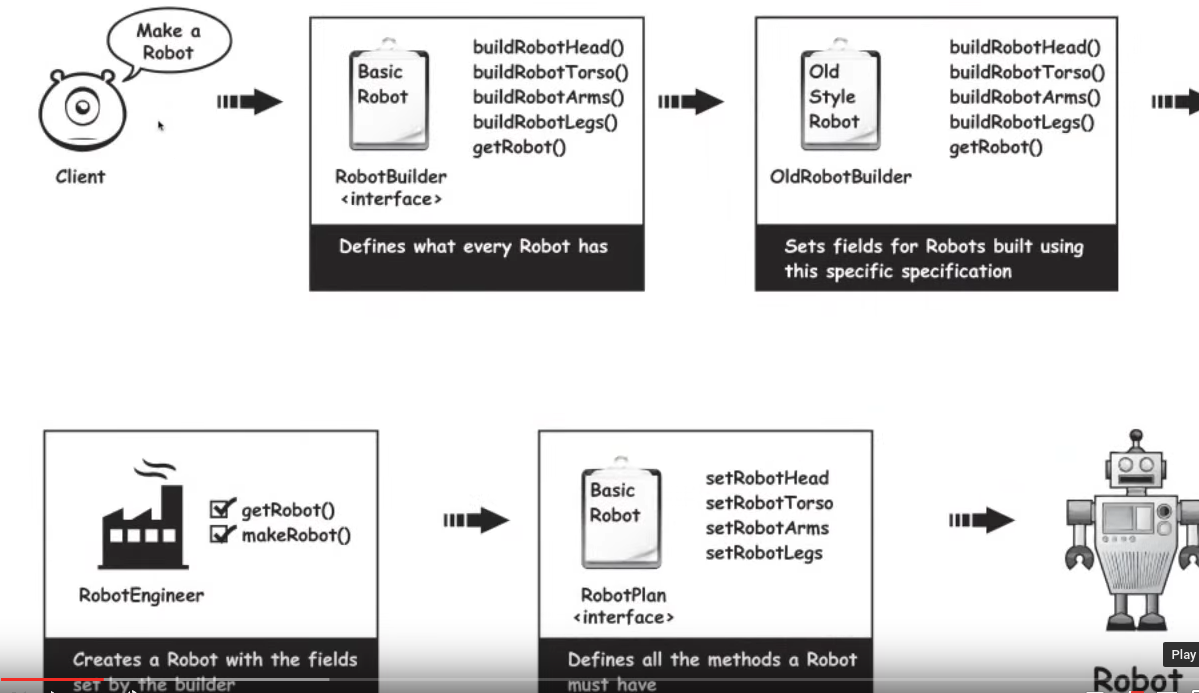 Make a
Robot
Client
Basic
Robot
RobotBuilder
<interface>
buildRobotHead()
buildRobotTorso()
buildRobotArms()
buildRobotLegs()
getRobot()
Defines what every Robot has
Old
Style
Robot
OldRobotBuilder
buildRobotHead()
buildRobotTorso()
buildRobotArms()
buildRobotLegs()
getRobot()
Sets fields for Robots built using
this specific specification
getRobot()
makeRobot()
RobotEngineer
Creates a Robot with the fields
set by the builder
Basic
Robot
RobotPlan
<interface>
setRobotHead
setRobotTorso
setRobotArms
setRobotLegs
Defines all the methods a Robot
must have
Robot
Play